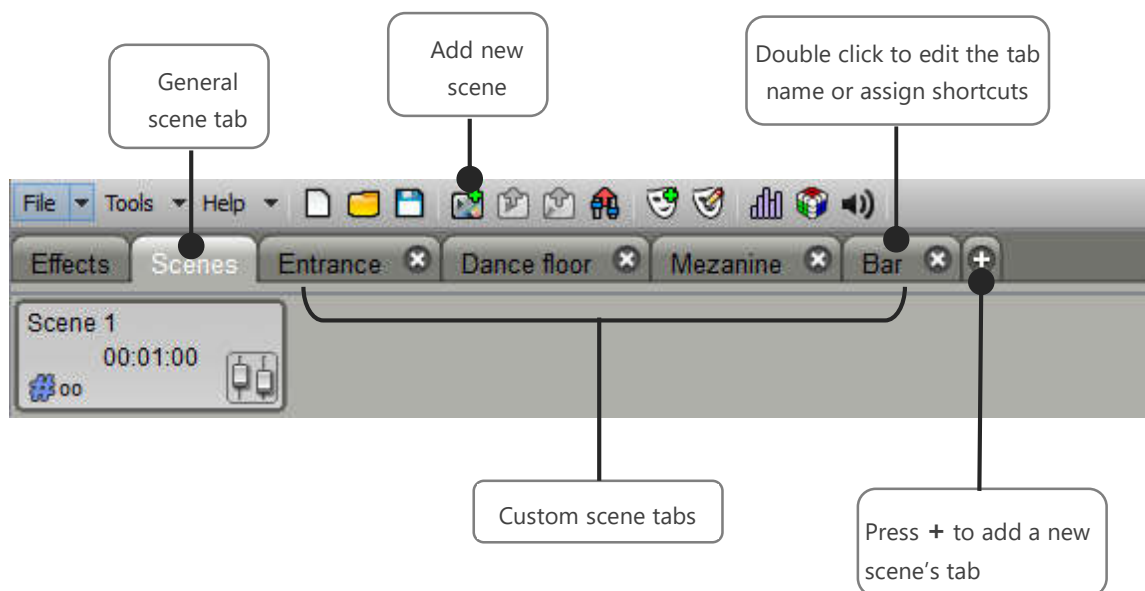 General
scene tab
Add new
scene
Double click to edit the tab
name or assign shortcuts
File Tools Help
Effects Scenes Entrance Dance floor Mezanine Bar
Scene 1
00:01:00
oo
Custom scene tabs
Press + to add a new
scene’s tab